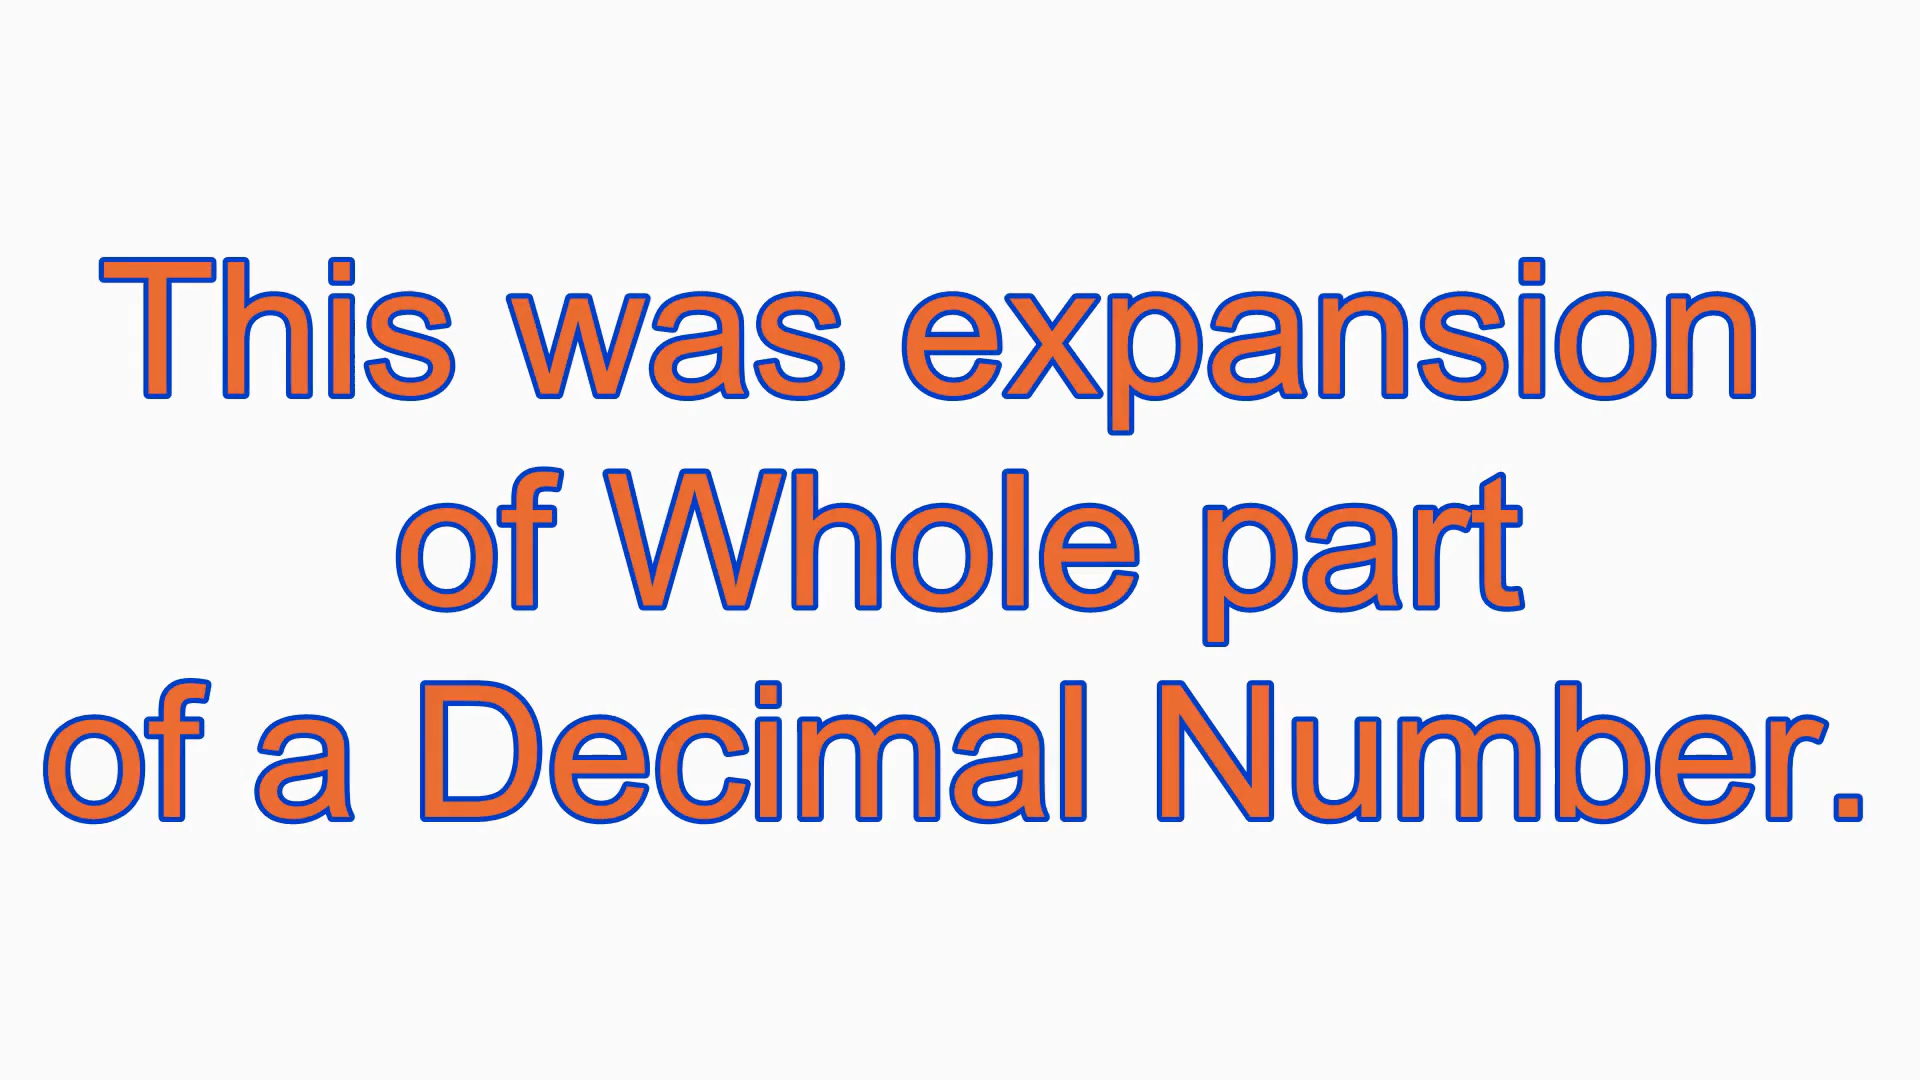 This was expansion
of Whole part
of a Decimal Number.